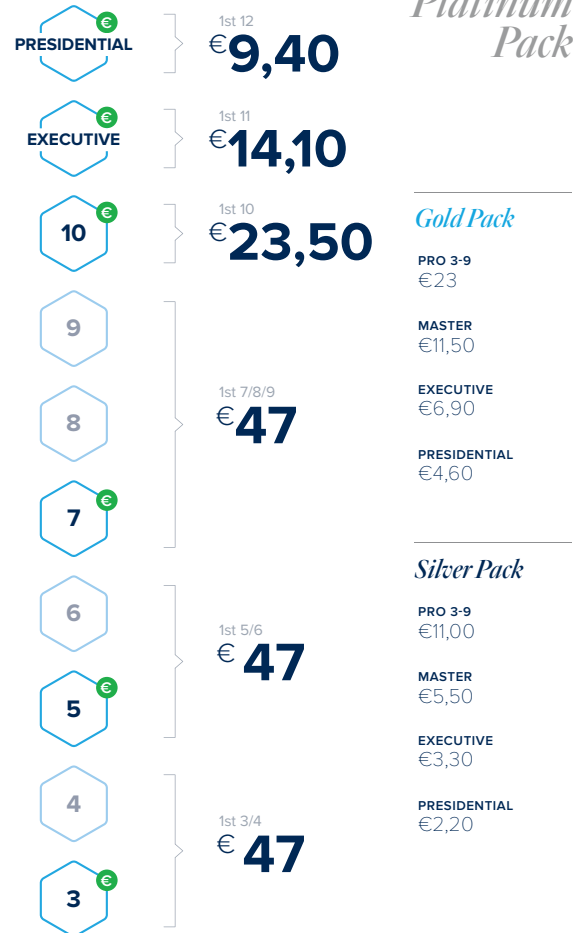 €
PRESIDENTIAL
1st 12
€9,40
€
EXECUTIVE
1st 11
€14,10
€
10
1st 10
€23,50
9
8
€
7
1st 7/8/9
€47
6
€
5
1st 5/6
€ 47
4
€
3
1st 3/4
€ 47
Platinum
Pack
Gold Pack
PRO 3-9
€23
MASTER
€11,50
EXECUTIVE
€6,90
PRESIDENTIAL
€4,60
Silver Pack
PRO 3-9
€11,00
MASTER
€5,50
EXECUTIVE
€3,30
PRESIDENTIAL
€2,20